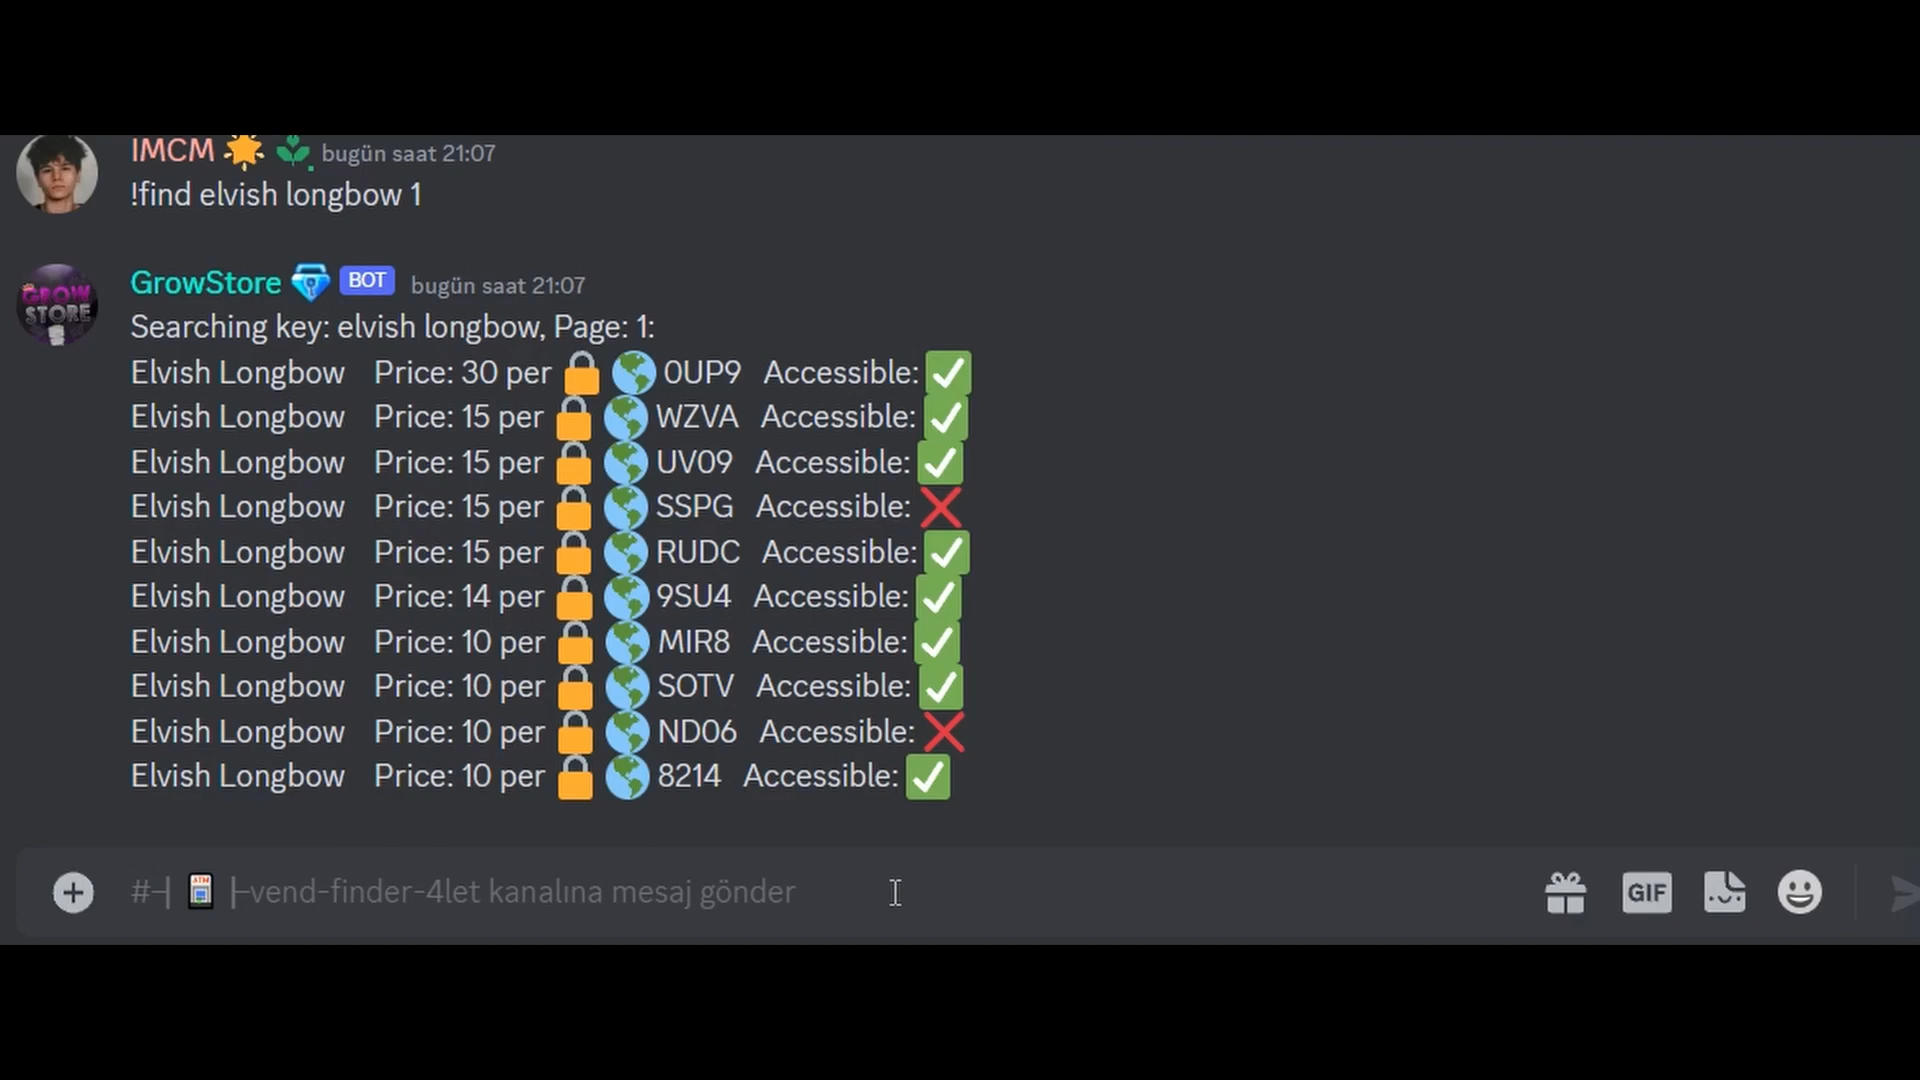 IMCM bugün saat 21:07
!find elvish longbow 1
GROW
STORE
GrowStore BOT bugün saat 21:07
Searching key: elvish longbow, Page: 1:
Elvish Longbow Price: 30 per 0UP9 Accessible:
Elvish Longbow Price: 15 per WZVA Accessible:
Elvish Longbow Price: 15 per UV09 Accessible:
Elvish Longbow Price: 15 per SSPG Accessible:
Elvish Longbow Price: 15 per RUDC Accessible:
Elvish Longbow Price: 14 per 9SU4 Accessible:
Elvish Longbow Price: 10 per MIR8 Accessible:
Elvish Longbow Price: 10 per SOTV Accessible:
Elvish Longbow Price: 10 per ND06 Accessible:
Elvish Longbow Price: 10 per 8214 Accessible:
#-| ATM |-vend-finder-4let kanalına mesaj gönder
GIF